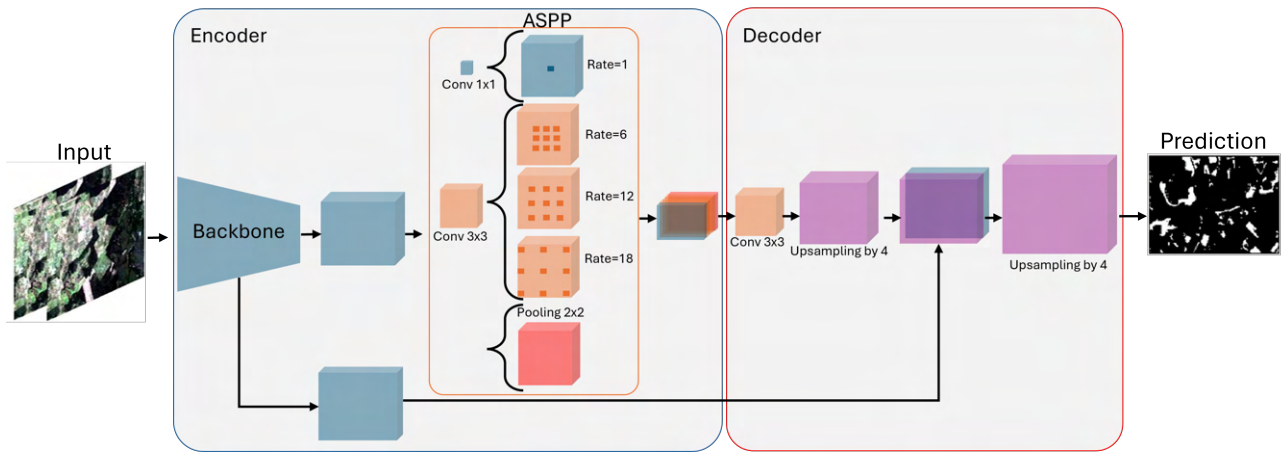 Encoder
ASPP
Decoder
Conv 1x1
Rate=1
Rate=6
Input
Prediction
Rate=12
Backbone
Conv 3x3
Conv 3x3
Upsampling by 4
Rate=18
Upsampling by 4
Pooling 2x2